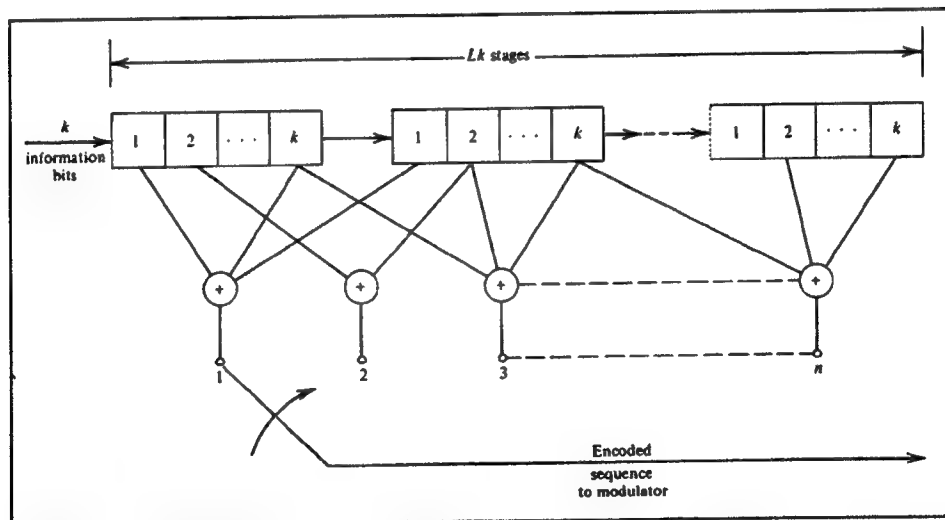 Lk stages
k
information
bits
1 2 ··· k
1 2 ··· k
1 2 ··· k
+ + + +
1 2 3 n
Encoded
sequence
to modulator